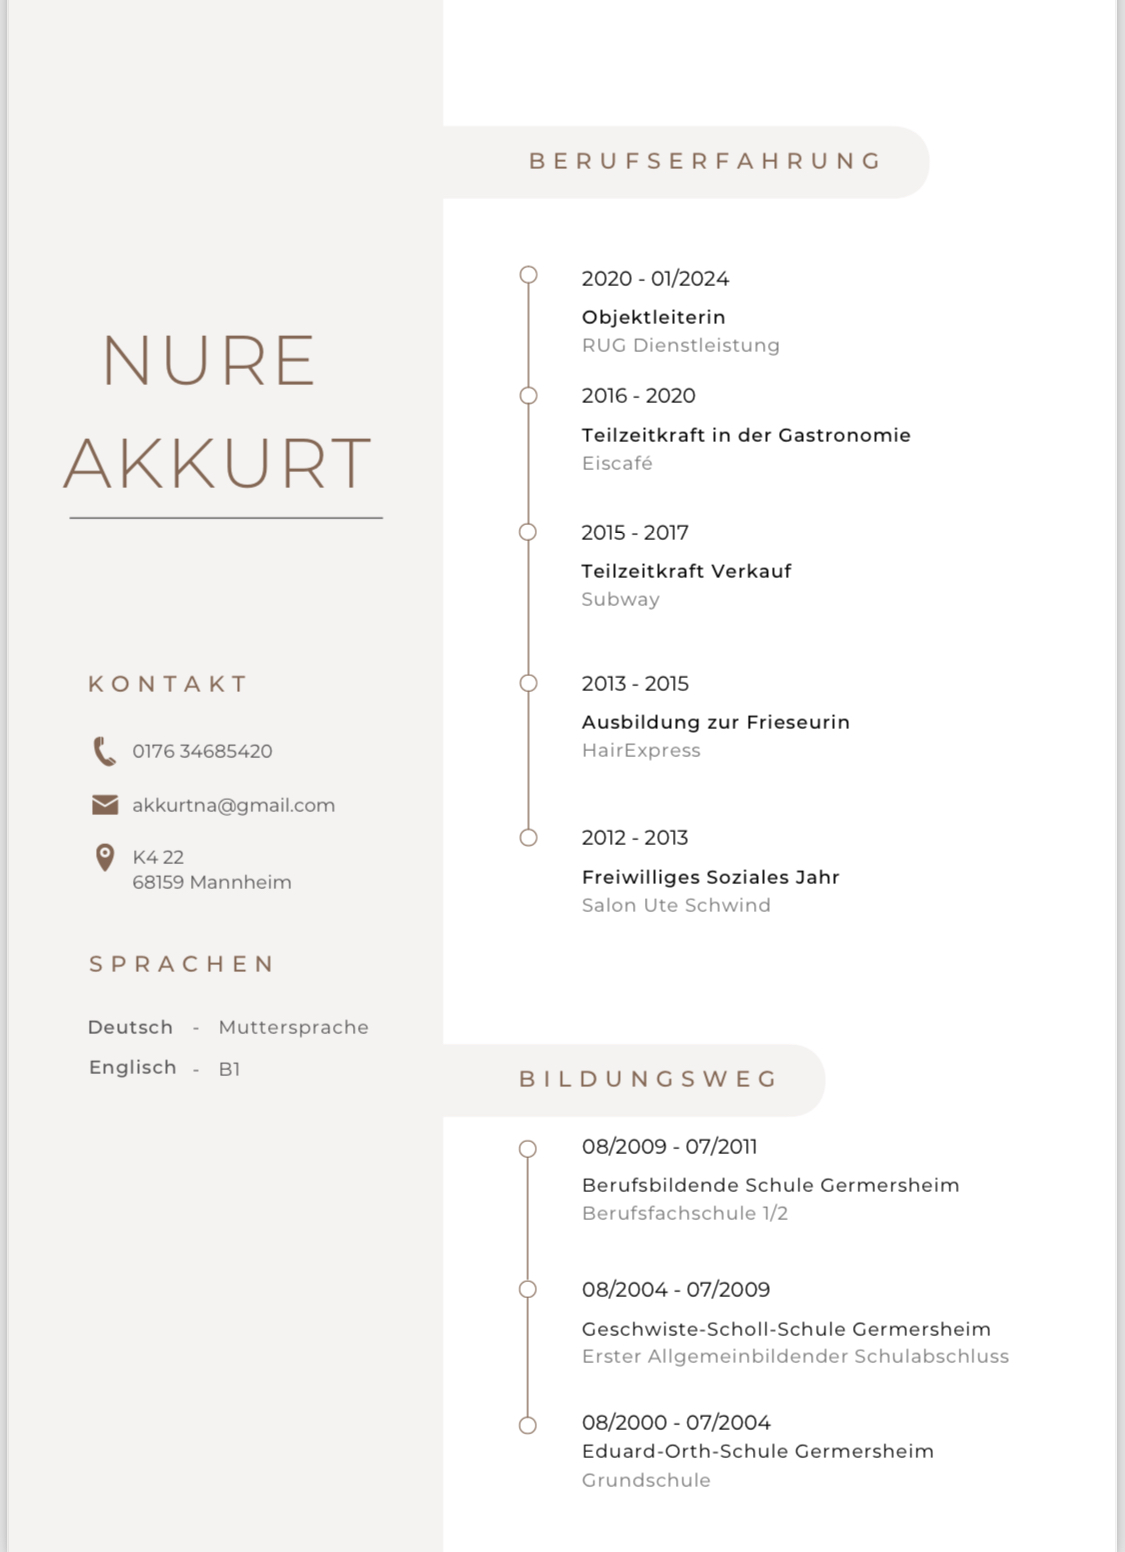 NURE
AKKURT
KONTAKT
0176 34685420
akkurtna@gmail.com
K4 22
68159 Mannheim
SPRACHEN
Deutsch - Muttersprache
Englisch - B1
BERUFSERFAHRUNG
2020 - 01/2024
Objektleiterin
RUG Dienstleistung
2016 - 2020
Teilzeitkraft in der Gastronomie
Eiscafé
2015 - 2017
Teilzeitkraft Verkauf
Subway
2013 - 2015
Ausbildung zur Frieseurin
HairExpress
2012 - 2013
Freiwilliges Soziales Jahr
Salon Ute Schwind
BILDUNGSWEG
08/2009 - 07/2011
Berufsbildende Schule Germersheim
Berufsfachschule 1/2
08/2004 - 07/2009
Geschwiste-Scholl-Schule Germersheim
Erster Allgemeinbildender Schulabschluss
08/2000 - 07/2004
Eduard-Orth-Schule Germersheim
Grundschule